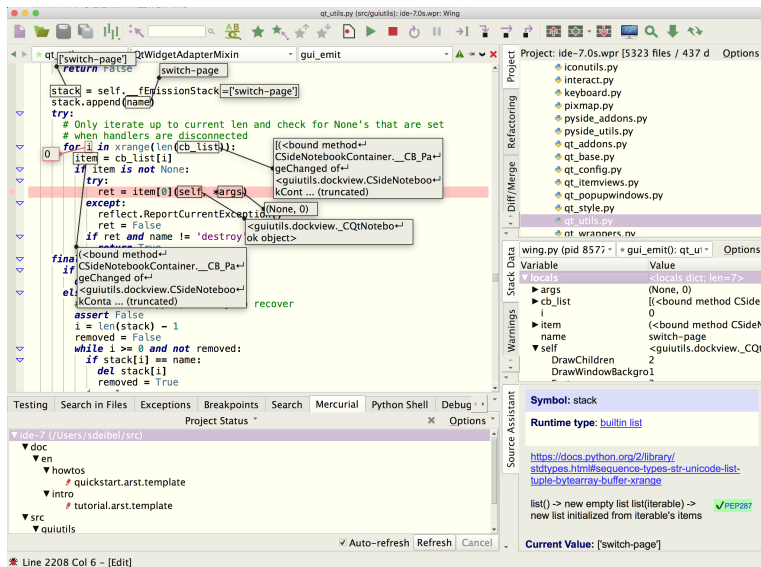 qt_utils.py (src/guiutils): ide-7.0s.wpr: Wing
['switch-page']
QtWidgetAdapterMixin
gui_emit
return False
switch-page
stack = self.__fEmissionStack
=['switch-page']
stack.append(name)
try:
# Only iterate up to current len and check for None's that are set
# when handlers are disconnected
for i in xrange(len(cb_list)):
0
item = cb_list[i]
if item is not None:
[(<bound method↵
CSideNotebookContainer.__CB_Pa↵
geChanged of↵
<guiutils.dockview.CSideNoteboo↵
kCont ... (truncated)
try:
ret = item[0](self, *args)
(None, 0)
except:
reflect.ReportCurrentException()
ret = False
<guiutils.dockview._CQtNotebo↵
ok object>
if ret and name != 'destroy
return True
(<bound method↵
CSideNotebookContainer.__CB_Pa↵
geChanged of↵
<guiutils.dockview.CSideNoteboo↵
kConta ... (truncated)
final
if
els
recover
assert False
i = len(stack) - 1
removed = False
while i >= 0 and not removed:
if stack[i] == name:
del stack[i]
removed = True
Testing
Search in Files
Exceptions
Breakpoints
Search
Mercurial
Python Shell
Debug
Project Status
Options
ide-7 (/Users/sdeibel/src)
doc
en
howtos
quickstart.arst.template
intro
tutorial.arst.template
src
guiutils
Auto-refresh
Refresh
Cancel
Line 2208 Col 6 - [Edit]
Project
Refactoring
Diff/Merge
Project: ide-7.0s.wpr [5323 files / 437 d
Options
iconutils.py
interact.py
keyboard.py
pixmap.py
pyside_addons.py
pyside_utils.py
qt_addons.py
qt_base.py
qt_config.py
qt_itemviews.py
qt_popupwindows.py
qt_style.py
qt_utils.py
qt_wrappers.py
Stack Data
Warnings
wing.py (pid 8577
gui_emit(): qt_u
Options
Variable
Value
locals
<locals dict; len=7>
args
(None, 0)
cb_list
[(<bound method CSideN
i
0
item
(<bound method CSideN
name
switch-page
self
<guiutils.dockview._CQt
DrawChildren
2
DrawWindowBackgro
1
Source Assistant
Symbol: stack
Runtime type: builtin list
https://docs.python.org/2/library/
stdtypes.html#sequence-types-str-unicode-list-
tuple-bytearray-buffer-xrange
list() -> new empty list list(iterable) ->
new list initialized from iterable's items
✓PEP287
Current Value: ['switch-page']